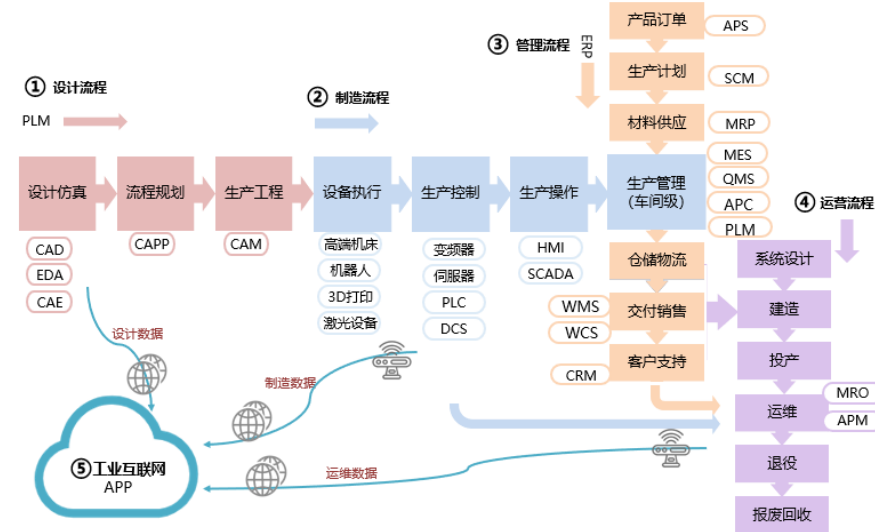 ① 设计流程
PLM
② 制造流程
③ 管理流程
ERP
④ 运营流程
设计仿真
流程规划
生产工程
设备执行
生产控制
生产操作
生产管理
(车间级)
CAD
EDA
CAE
CAPP
CAM
高端机床
机器人
3D打印
激光设备
变频器
伺服器
PLC
DCS
HMI
SCADA
产品订单
APS
生产计划
SCM
材料供应
MRP
MES
QMS
APC
PLM
仓储物流
交付销售
WMS
WCS
客户支持
CRM
系统设计
建造
投产
运维
MRO
APM
退役
报废回收
设计数据
制造数据
运维数据
⑤工业互联网
APP